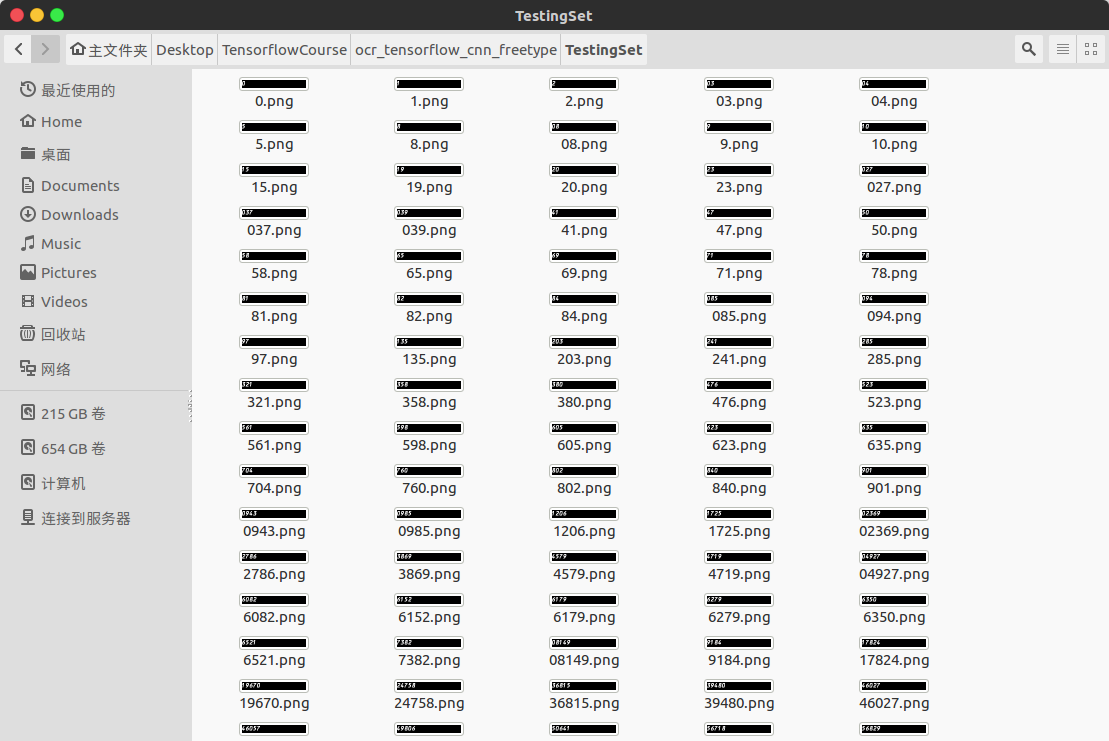 TestingSet
主文件夹 Desktop TensorflowCourse ocr_tensorflow_cnn_freetype TestingSet
最近使用的
Home
桌面
Documents
Downloads
Music
Pictures
Videos
回收站
网络
215 GB 卷
654 GB 卷
计算机
连接到服务器
0 1 2 03 04
0.png 1.png 2.png 03.png 04.png
5 8 08 9 10
5.png 8.png 08.png 9.png 10.png
15 19 20 23 027
15.png 19.png 20.png 23.png 027.png
037 039 41 47 50
037.png 039.png 41.png 47.png 50.png
58 65 69 71 78
58.png 65.png 69.png 71.png 78.png
81 82 84 085 094
81.png 82.png 84.png 085.png 094.png
97 135 203 241 285
97.png 135.png 203.png 241.png 285.png
321 358 380 476 523
321.png 358.png 380.png 476.png 523.png
561 598 605 623 635
561.png 598.png 605.png 623.png 635.png
704 760 802 840 901
704.png 760.png 802.png 840.png 901.png
0943 0985 1206 1725 02369
0943.png 0985.png 1206.png 1725.png 02369.png
2786 3869 4579 4719 04927
2786.png 3869.png 4579.png 4719.png 04927.png
6082 6152 6179 6279 6350
6082.png 6152.png 6179.png 6279.png 6350.png
6521 7382 08149 9184 17824
6521.png 7382.png 08149.png 9184.png 17824.png
19670 24758 36815 39480 46027
19670.png 24758.png 36815.png 39480.png 46027.png
46057 49806 50641 56718 56829